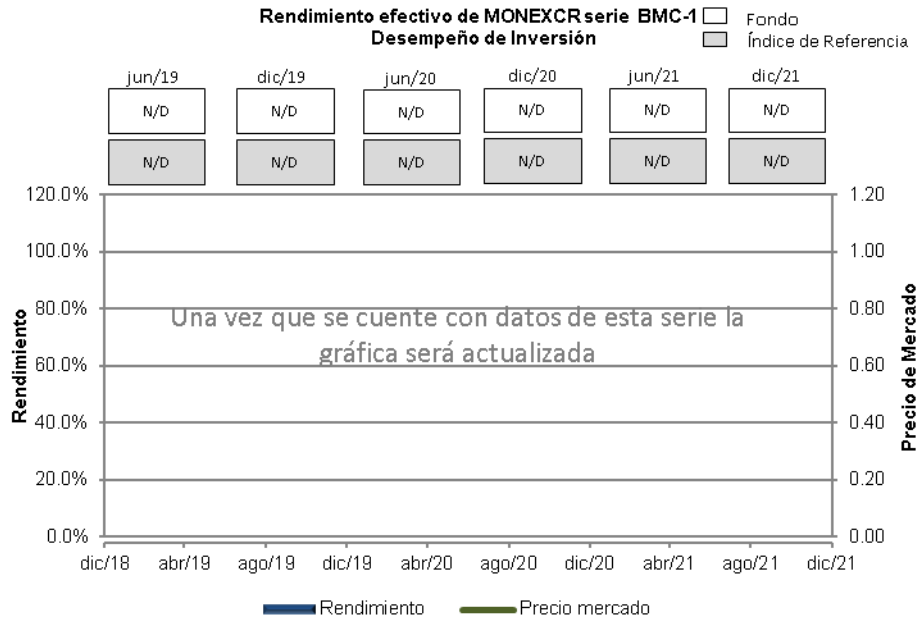 Rendimiento efectivo de MONEXCR serie BMC-1
Desempeño de Inversión
Fondo
Índice de Referencia
jun/19 dic/19 jun/20 dic/20 jun/21 dic/21
N/D N/D N/D N/D N/D N/D
N/D N/D N/D N/D N/D N/D
120.0% 1.20
100.0% 1.00
80.0% 0.80
Una vez que se cuente con datos de esta serie la
gráfica será actualizada
60.0% 0.60
40.0% 0.40
20.0% 0.20
0.0% 0.00
Rendimiento
Precio de Mercado
dic/18 abr/19 ago/19 dic/19 abr/20 ago/20 dic/20 abr/21 ago/21 dic/21
Rendimiento Precio mercado